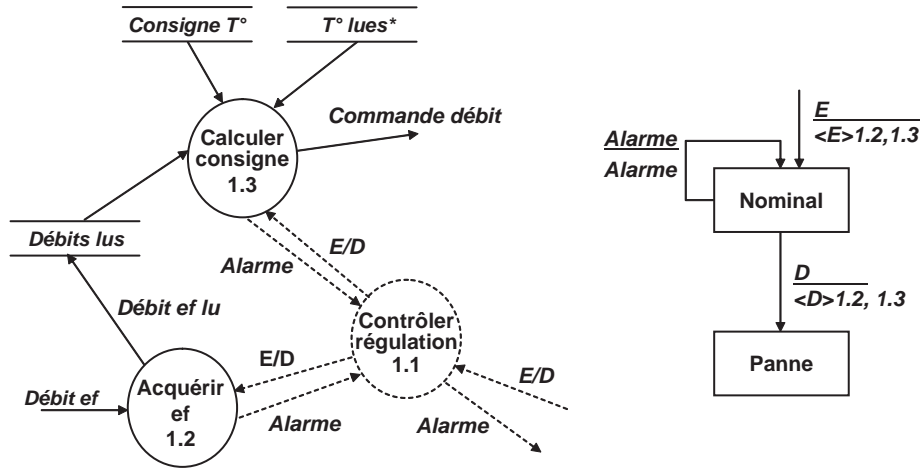 Consigne T°
T° lues*
Commande débit
Calculer
consigne
1.3
Débits lus
E/D
Alarme
Débit ef lu
Contrôler
régulation
1.1
E/D
E/D
Débit ef
Acquérir
ef
1.2
Alarme
Alarme
E
<E>1.2,1.3
Alarme
Alarme
Nominal
D
<D>1.2, 1.3
Panne